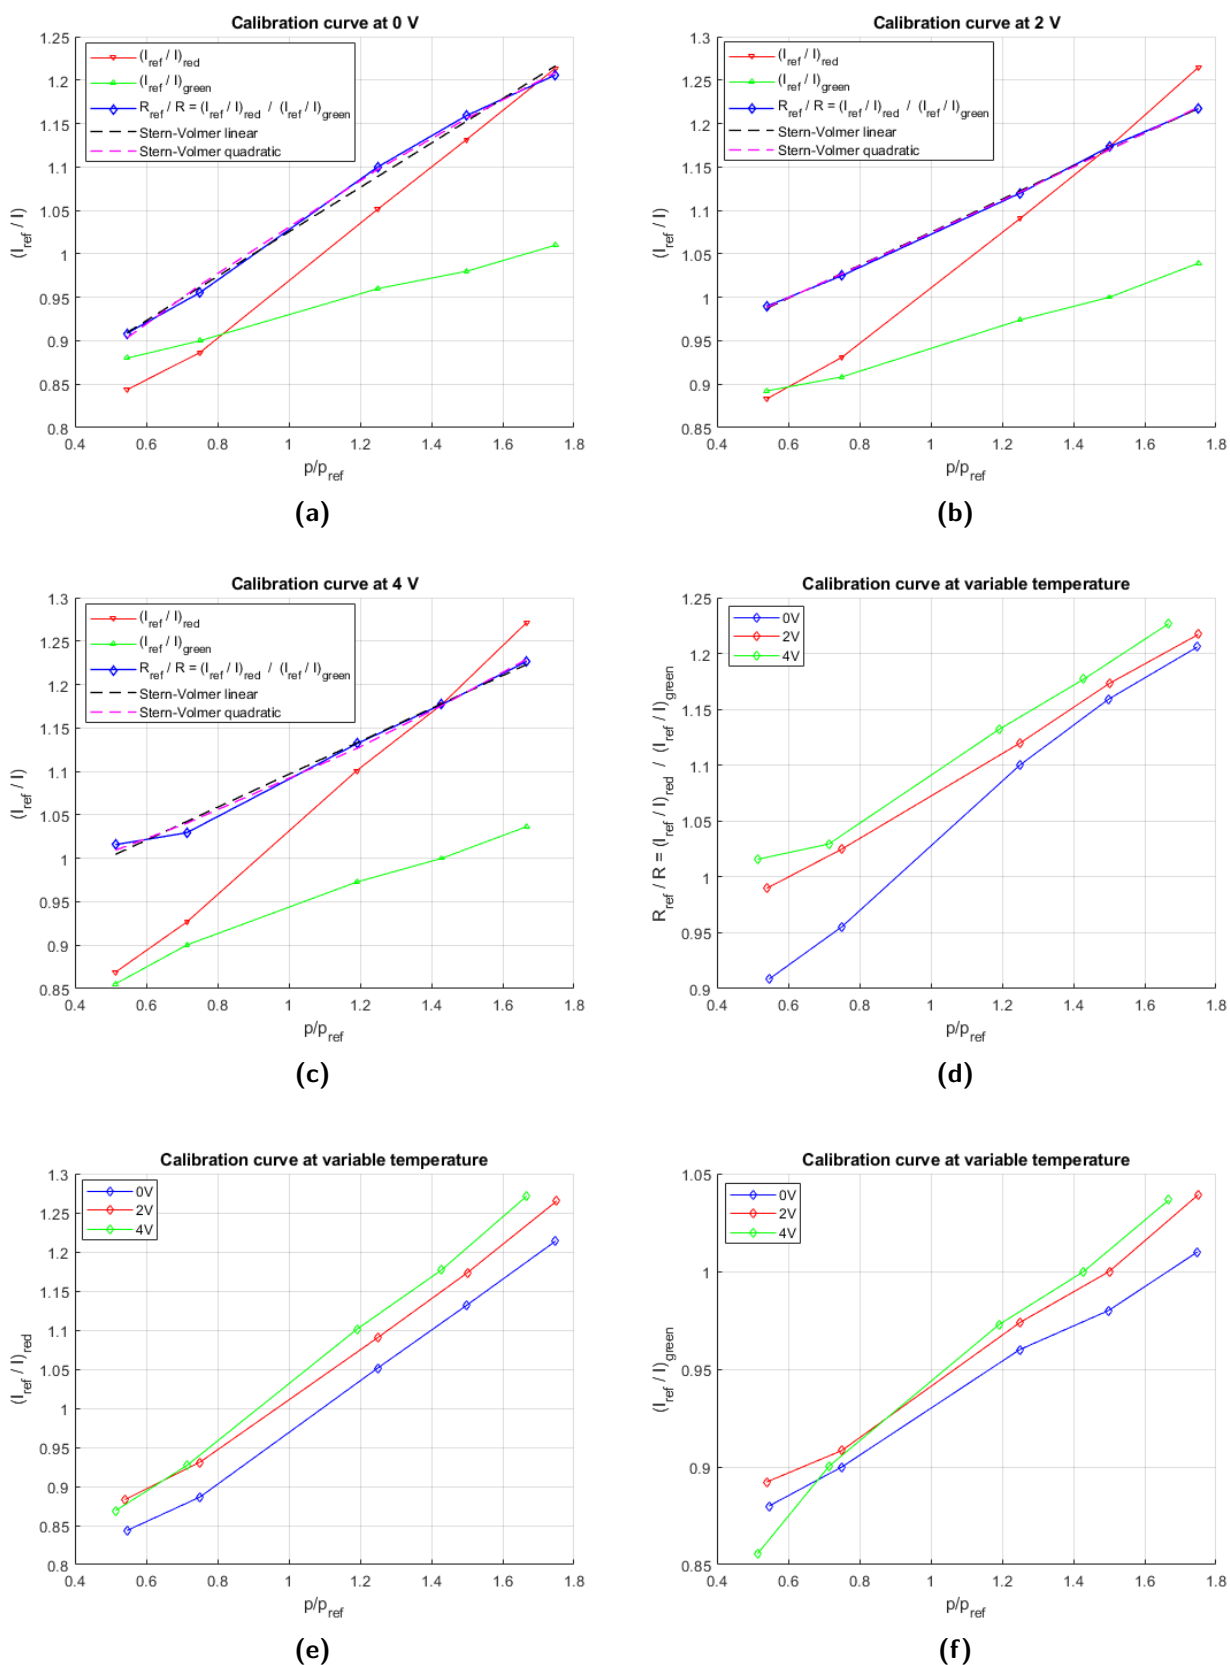 Calibration curve at 0 V
(I_ref / I)
1.25
1.2
1.15
1.1
1.05
1
0.95
0.9
0.85
0.8
(I_ref / I)_red
(I_ref / I)_green
R_ref / R = (I_ref / I)_red / (I_ref / I)_green
Stern-Volmer linear
Stern-Volmer quadratic
0.4 0.6 0.8 1 1.2 1.4 1.6 1.8
p/p_ref
(a)
Calibration curve at 2 V
(I_ref / I)
1.3
1.25
1.2
1.15
1.1
1.05
1
0.95
0.9
0.85
(I_ref / I)_red
(I_ref / I)_green
R_ref / R = (I_ref / I)_red / (I_ref / I)_green
Stern-Volmer linear
Stern-Volmer quadratic
0.4 0.6 0.8 1 1.2 1.4 1.6 1.8
p/p_ref
(b)
Calibration curve at 4 V
(I_ref / I)
1.3
1.25
1.2
1.15
1.1
1.05
1
0.95
0.9
0.85
(I_ref / I)_red
(I_ref / I)_green
R_ref / R = (I_ref / I)_red / (I_ref / I)_green
Stern-Volmer linear
Stern-Volmer quadratic
0.4 0.6 0.8 1 1.2 1.4 1.6 1.8
p/p_ref
(c)
Calibration curve at variable temperature
R_ref / R = (I_ref / I)_red / (I_ref / I)_green
1.25
1.2
1.15
1.1
1.05
1
0.95
0.9
0V
2V
4V
0.4 0.6 0.8 1 1.2 1.4 1.6 1.8
p/p_ref
(d)
Calibration curve at variable temperature
(I_ref / I)_red
1.3
1.25
1.2
1.15
1.1
1.05
1
0.95
0.9
0.85
0.8
0V
2V
4V
0.4 0.6 0.8 1 1.2 1.4 1.6 1.8
p/p_ref
(e)
Calibration curve at variable temperature
(I_ref / I)_green
1.05
1
0.95
0.9
0.85
0V
2V
4V
0.4 0.6 0.8 1 1.2 1.4 1.6 1.8
p/p_ref
(f)